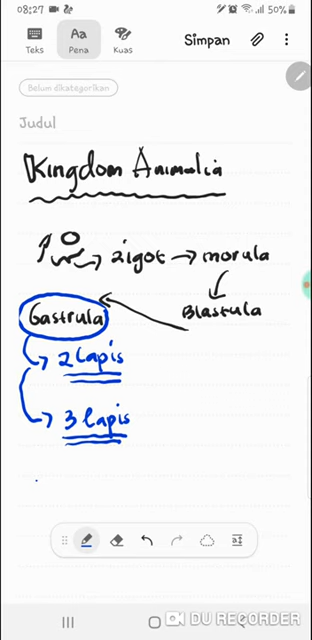 08,27
50%
Teks
Pena
Kuas
Simpan
Belum dikategorikan
Judul
Kingdom Animalia
zigot → morula
Blastula
Gastrula
2 lapis
3 lapis
DU RECORDER